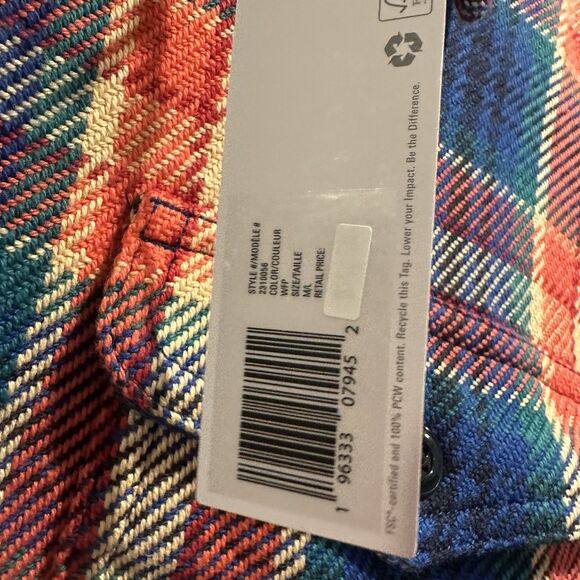 STYLE #/MODÈLE #
2310056
COLOR/COULEUR
WFP
SIZE/TAILLE
M/L
RETAIL PRICE:
1 96333 07945 2
FSC®-certified and 100% PCW content. Recycle this Tag. Lower your Impact. Be the Difference.